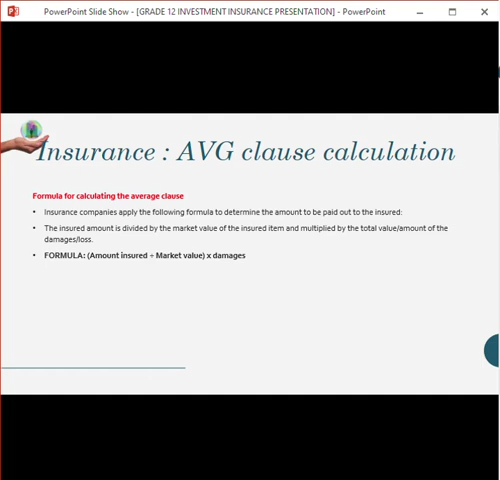 PowerPoint Slide Show - [GRADE 12 INVESTMENT INSURANCE PRESENTATION] - PowerPoint
Insurance : AVG clause calculation
Formula for calculating the average clause
• Insurance companies apply the following formula to determine the amount to be paid out to the insured:
• The insured amount is divided by the market value of the insured item and multiplied by the total value/amount of the
damages/loss.
• FORMULA: (Amount insured ÷ Market value) x damages